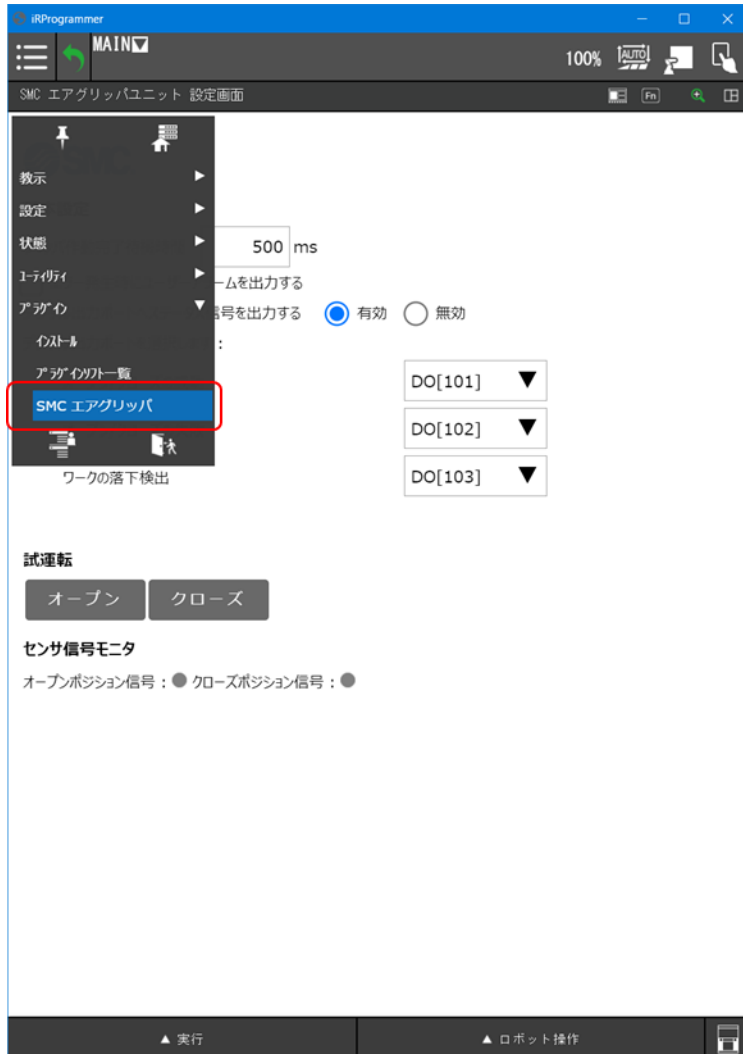 iRProgrammer
MAIN
100% AUTO
SMC エアグリッパユニット 設定画面
Fn
教示
設定
状態
500 ms
ユーティリティ
ームを出力する
プラグイン
信号を出力する 有効 無効
インストール
:
プラグインソフト一覧
DO[101]
SMC エアグリッパ
DO[102]
ワークの落下検出
DO[103]
試運転
オープン クローズ
センサ信号モニタ
オープンポジション信号 : クローズポジション信号 :
▲ 実行 ▲ ロボット操作